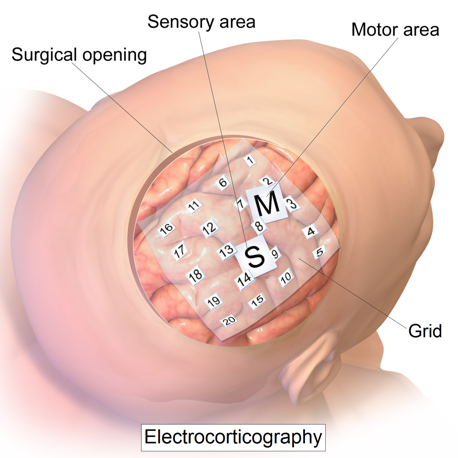 Sensory area
Motor area
Surgical opening
1
6
2
11
7
M
3
16
12
8
4
17
13
S
9
5
18
14
10
19
15
20
Grid
Electrocorticography